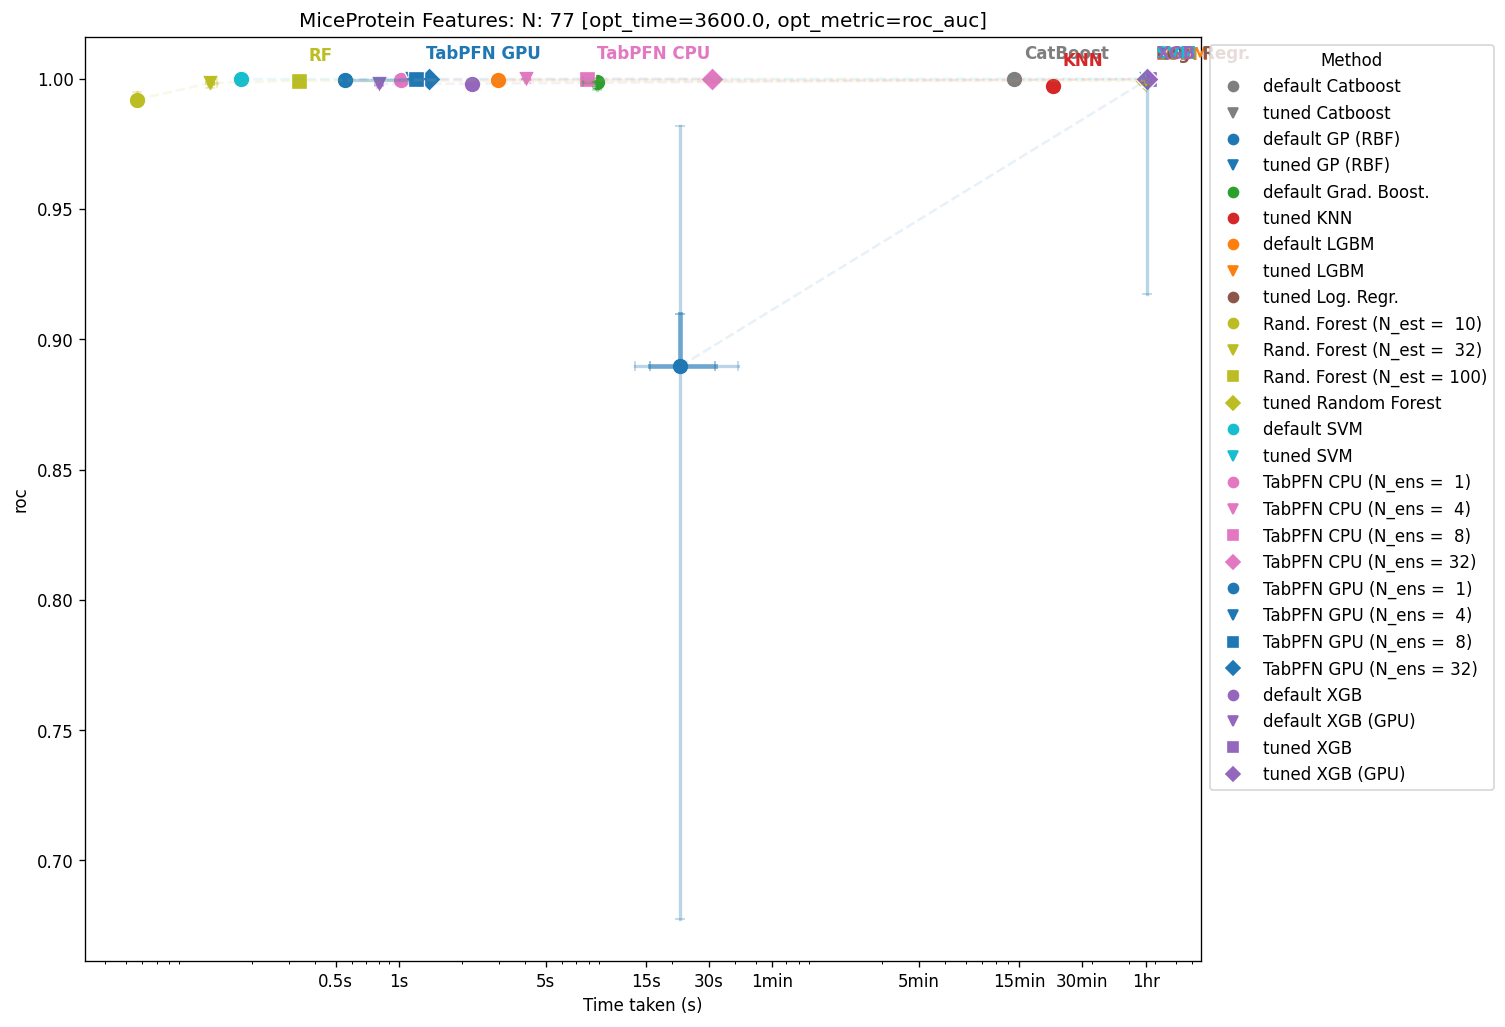 MiceProtein Features: N: 77 [opt_time=3600.0, opt_metric=roc_auc]
RF
TabPFN GPU
TabPFN CPU
CatBoost
KNN
1.00
0.95
0.90
0.85
0.80
0.75
0.70
roc
0.5s
1s
5s
15s
30s
1min
5min
15min
30min
1hr
Time taken (s)
Method
default Catboost
tuned Catboost
default GP (RBF)
tuned GP (RBF)
default Grad. Boost.
tuned KNN
default LGBM
tuned LGBM
tuned Log. Regr.
Rand. Forest (N_est =  10)
Rand. Forest (N_est =  32)
Rand. Forest (N_est = 100)
tuned Random Forest
default SVM
tuned SVM
TabPFN CPU (N_ens =  1)
TabPFN CPU (N_ens =  4)
TabPFN CPU (N_ens =  8)
TabPFN CPU (N_ens = 32)
TabPFN GPU (N_ens =  1)
TabPFN GPU (N_ens =  4)
TabPFN GPU (N_ens =  8)
TabPFN GPU (N_ens = 32)
default XGB
default XGB (GPU)
tuned XGB
tuned XGB (GPU)